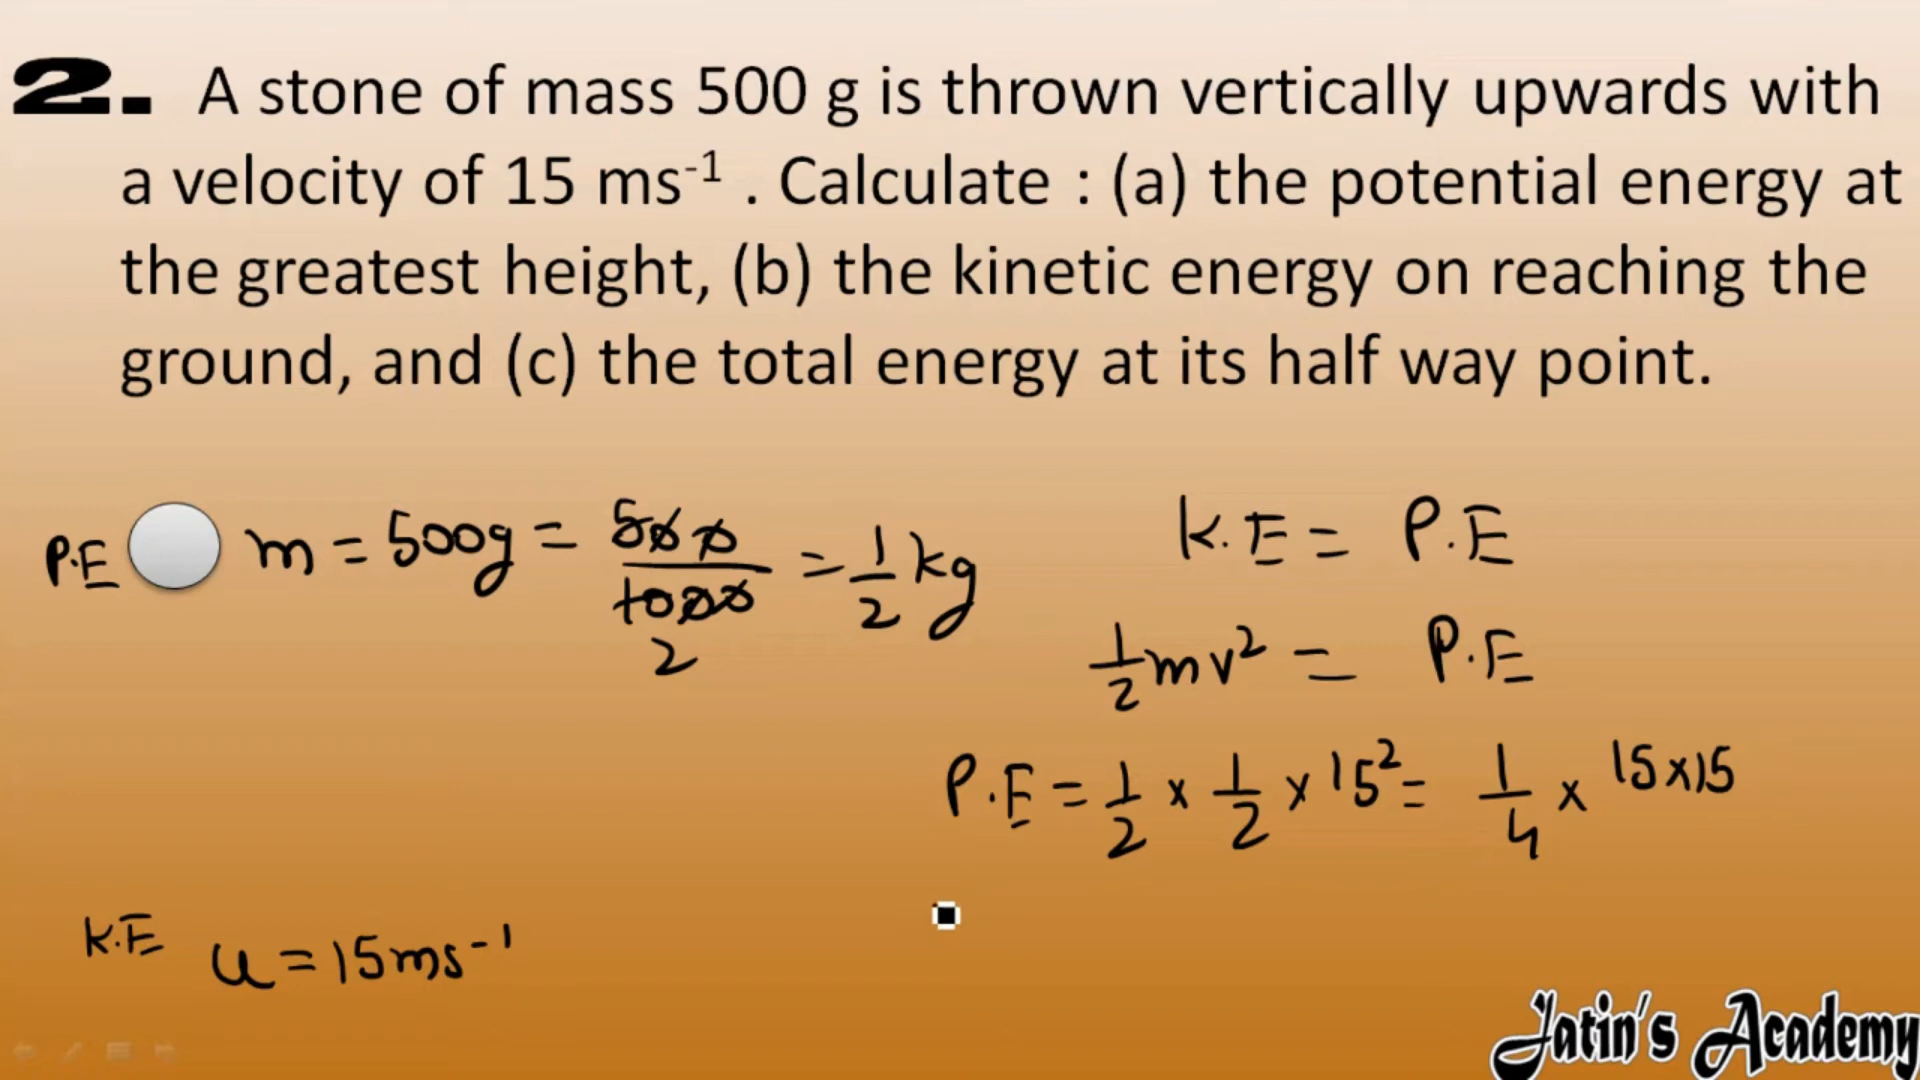 2. A stone of mass 500 g is thrown vertically upwards with
a velocity of 15 ms⁻¹ . Calculate : (a) the potential energy at
the greatest height, (b) the kinetic energy on reaching the
ground, and (c) the total energy at its half way point.
P.E m = 500g = 500/1000 = 1/2 kg
2
K.E = P.E
1/2 mv² = P.E
P.E = 1/2 x 1/2 x 15² = 1/4 x 15x15
K.E u = 15ms⁻¹
Jatin's Academy